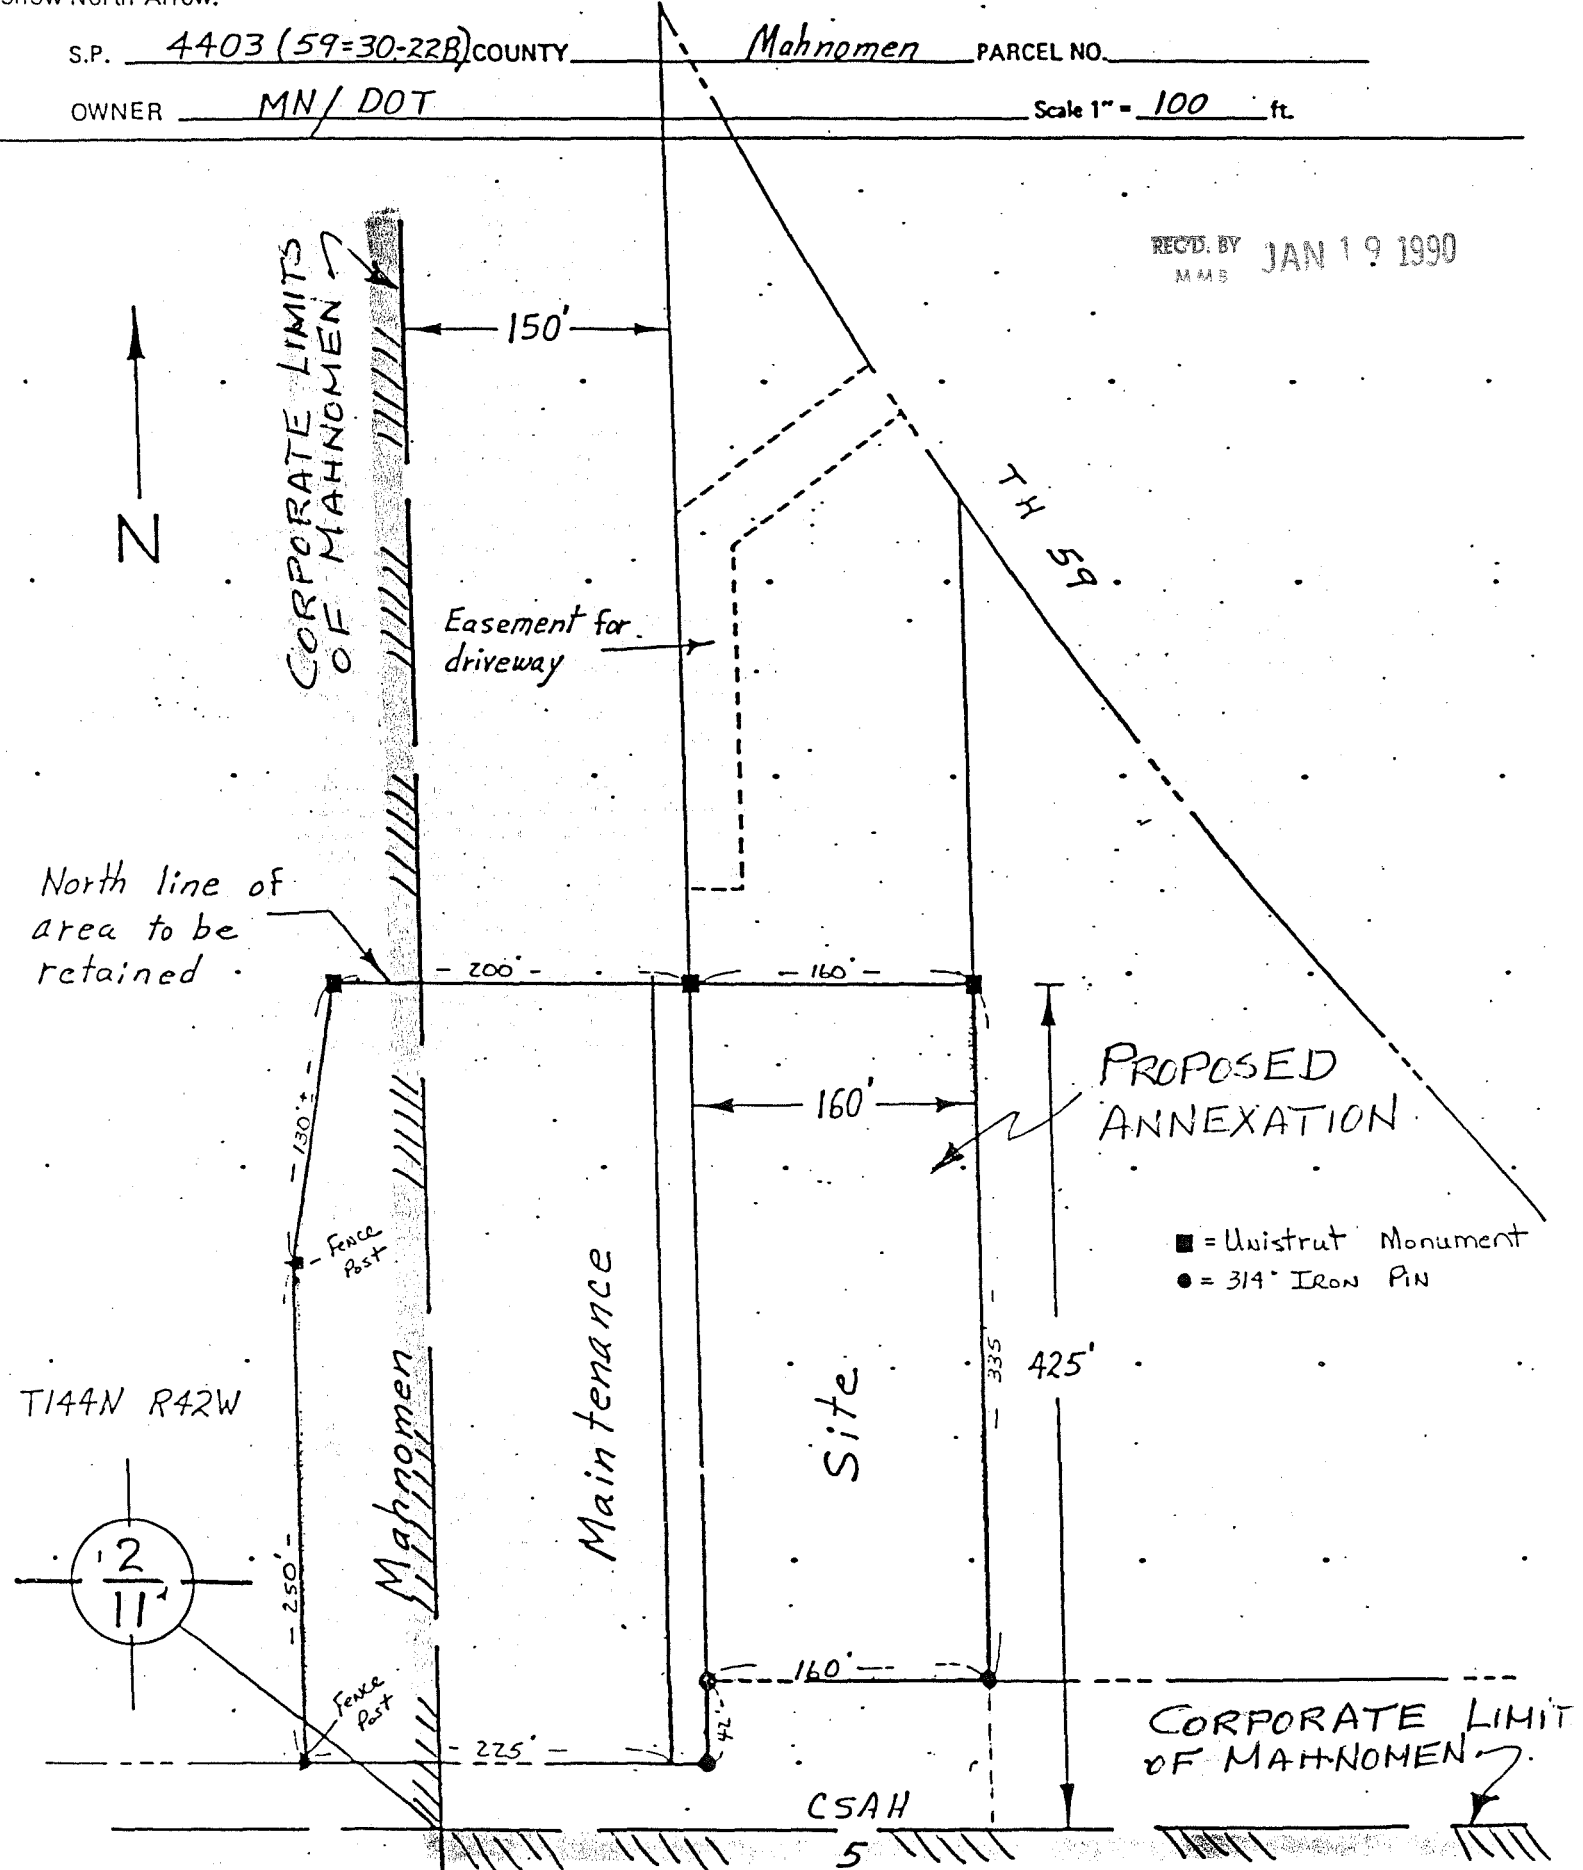 Show North Arrow.
S.P. 4403 (59=30-22B) COUNTY Mahnomen PARCEL NO.
OWNER MN/DOT Scale 1" = 100 ft.
REC'D. BY JAN 19 1990
MMB
CORPORATE LIMITS
OF MAHNOMEN
150'
N
TH 59
Easement for
driveway
North line of
area to be
retained
200'
160'
130'±
160'
PROPOSED
ANNEXATION
Fence
Post
■ = Unistrut Monument
● = 3/4" IRON PIN
Mahnomen
Maintenance
Site
335'
425'
T144N R42W
2
11
250'
Fence
Post
160'
42'
225'
CORPORATE LIMIT
OF MAHNOMEN
CSAH
5